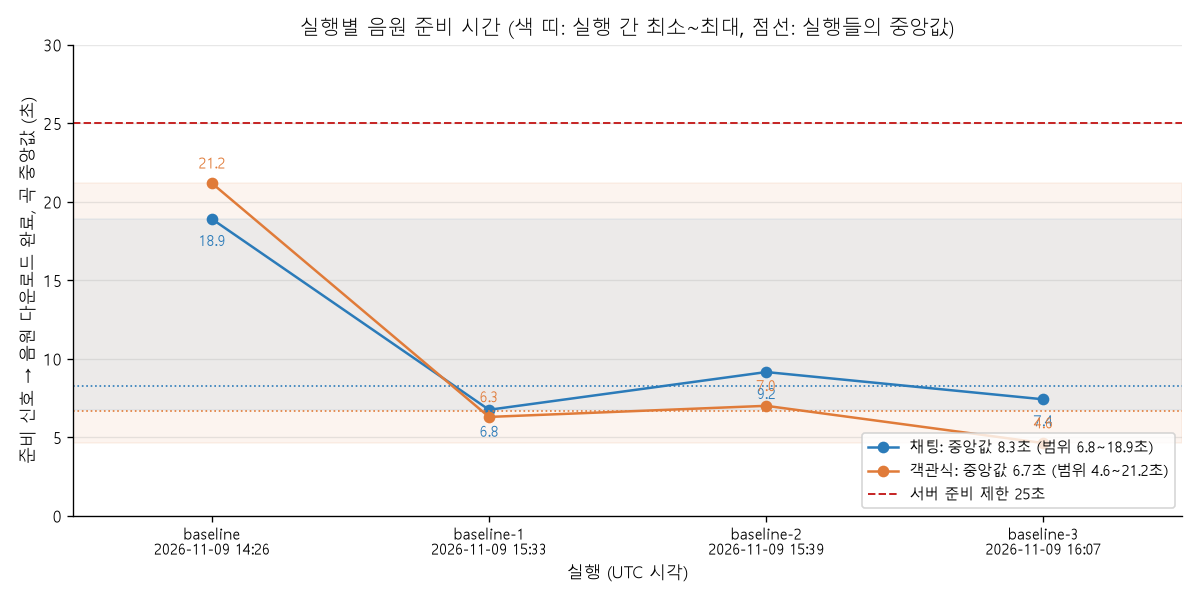 실행별 음원 준비 시간 (색 띠: 실행 간 최소~최대, 점선: 실행들의 중앙값)
준비 신호 → 음원 다운로드 완료, 곡 중앙값 (초)
30
25
20
15
10
5
0
21.2
18.9
6.3
6.8
7.0
9.2
7.4
4.6
채팅: 중앙값 8.3초 (범위 6.8~18.9초)
객관식: 중앙값 6.7초 (범위 4.6~21.2초)
서버 준비 제한 25초
baseline
2026-11-09 14:26
baseline-1
2026-11-09 15:33
baseline-2
2026-11-09 15:39
baseline-3
2026-11-09 16:07
실행 (UTC 시각)